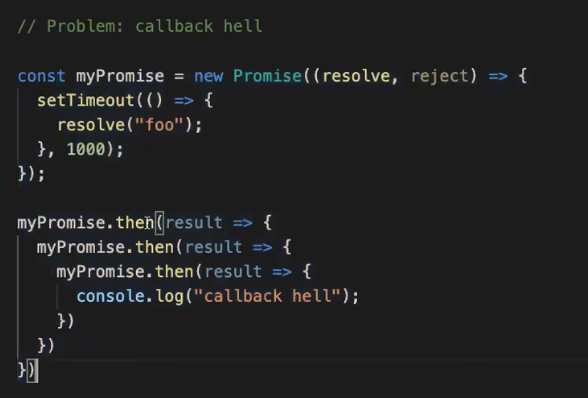 // Problem: callback hell
const myPromise = new Promise((resolve, reject) => {
  setTimeout(() => {
    resolve("foo");
  }, 1000);
});
myPromise.then(result => {
  myPromise.then(result => {
    myPromise.then(result => {
      console.log("callback hell");
    })
  })
})